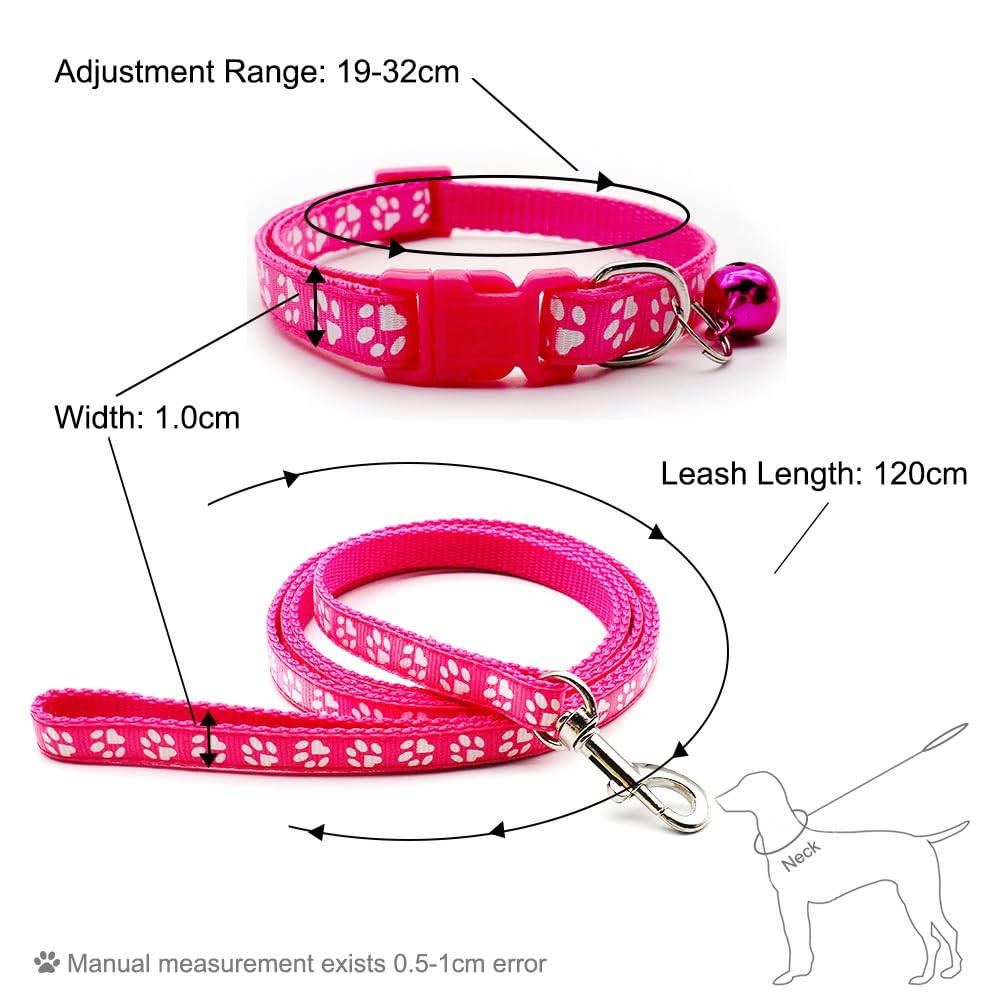 Adjustment Range: 19-32cm
Width: 1.0cm
Leash Length: 120cm
Neck
Manual measurement exists 0.5-1cm error